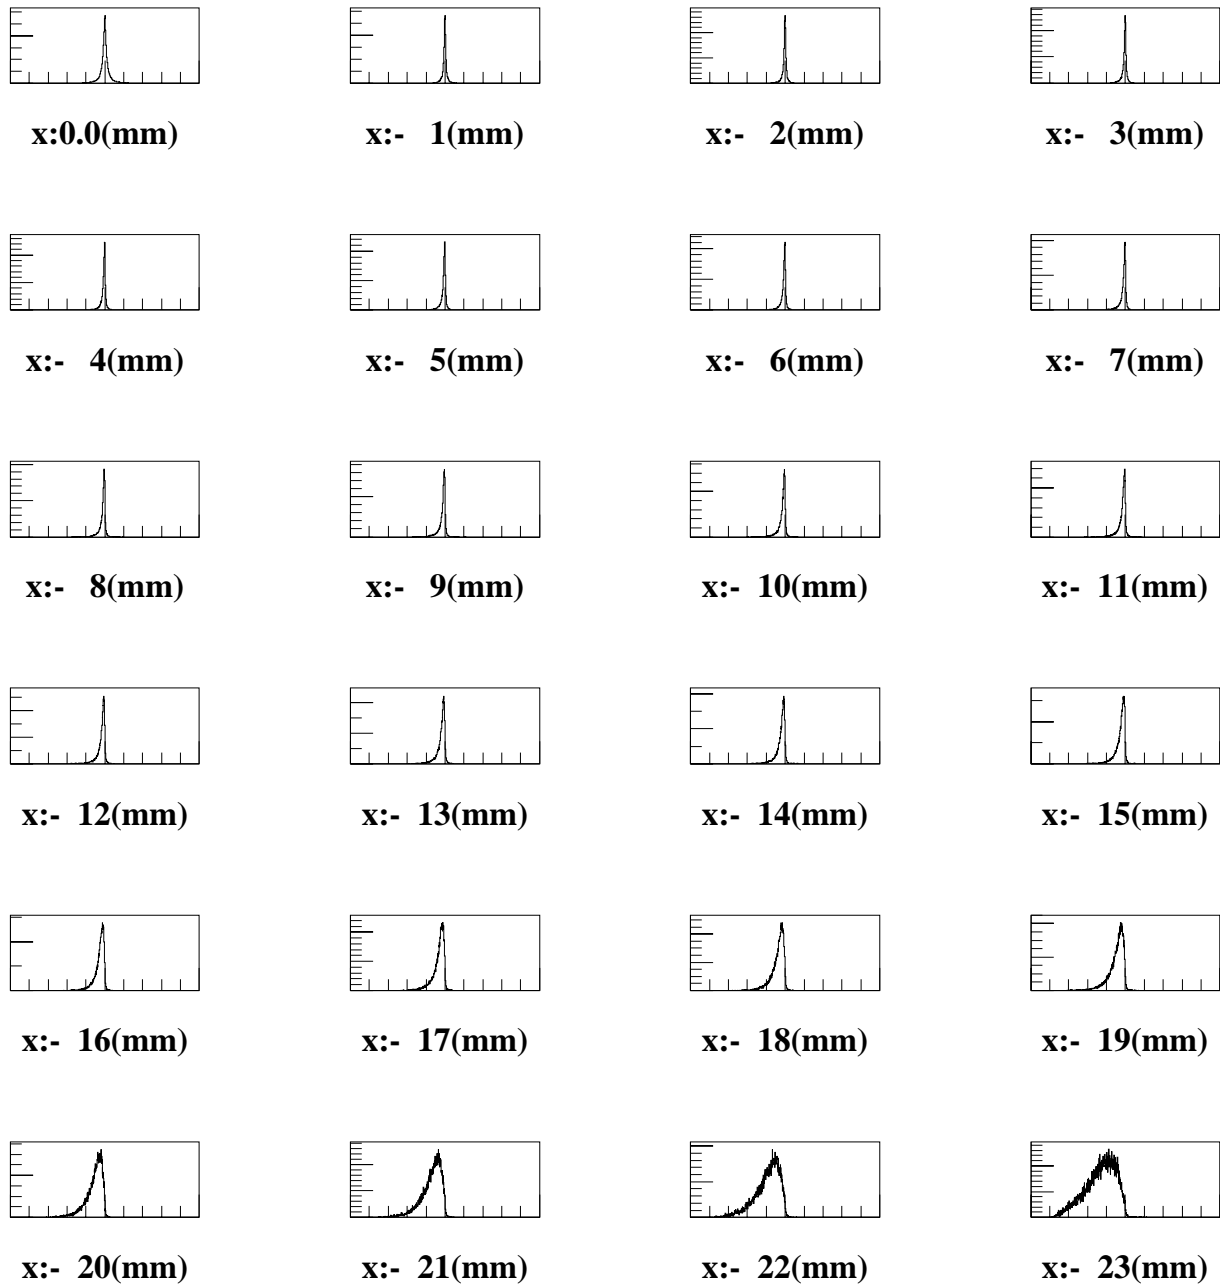 x:0.0(mm)
x:- 1(mm)
x:- 2(mm)
x:- 3(mm)
x:- 4(mm)
x:- 5(mm)
x:- 6(mm)
x:- 7(mm)
x:- 8(mm)
x:- 9(mm)
x:- 10(mm)
x:- 11(mm)
x:- 12(mm)
x:- 13(mm)
x:- 14(mm)
x:- 15(mm)
x:- 16(mm)
x:- 17(mm)
x:- 18(mm)
x:- 19(mm)
x:- 20(mm)
x:- 21(mm)
x:- 22(mm)
x:- 23(mm)